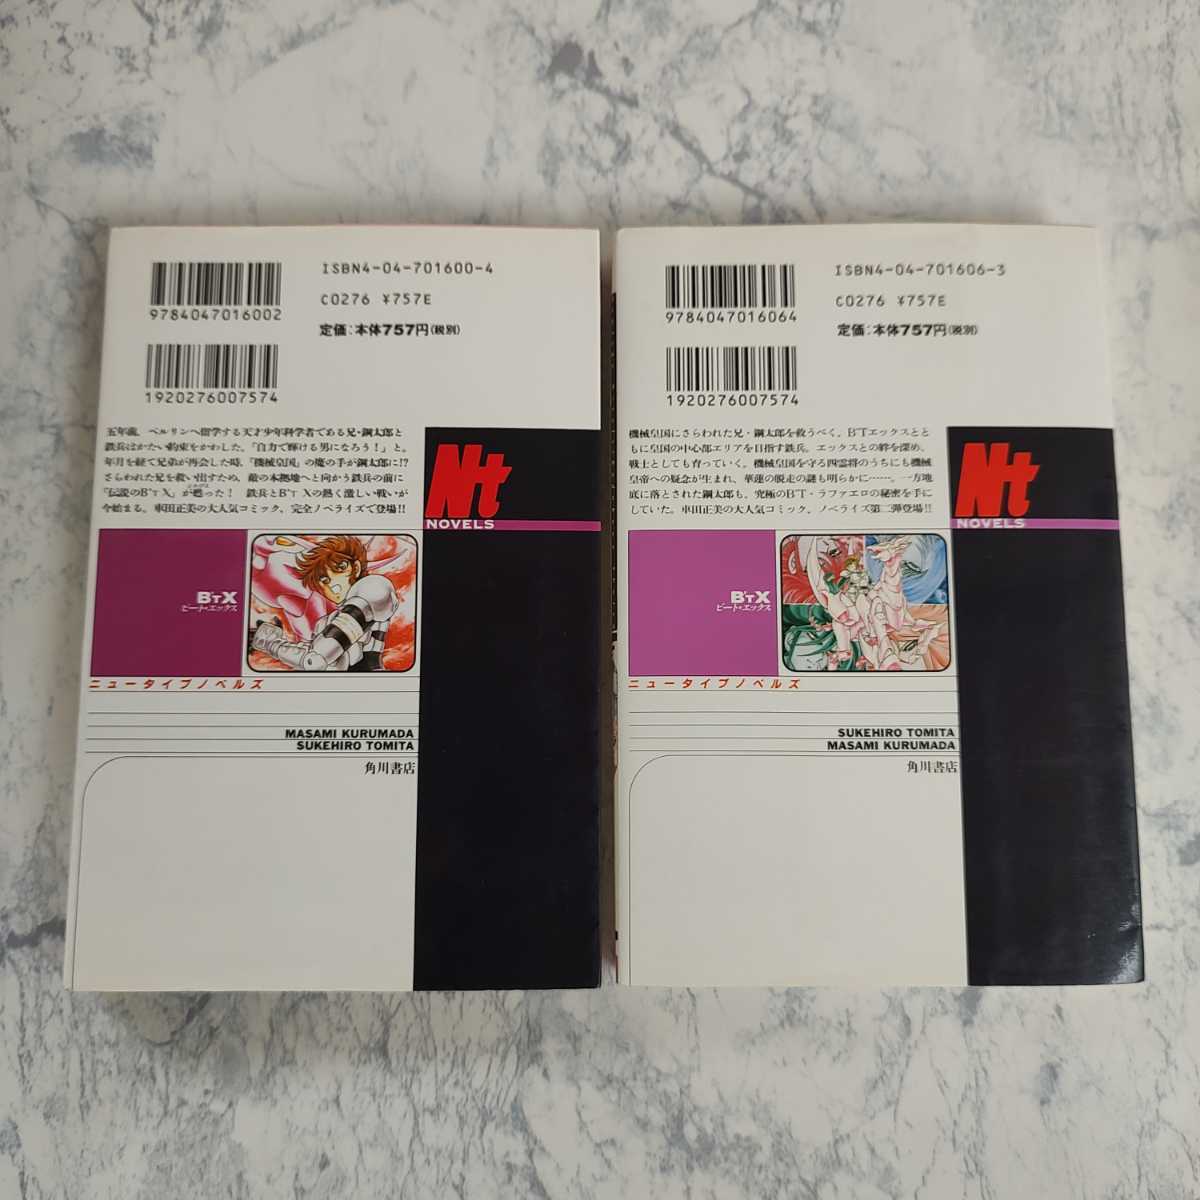 ISBN4-04-701600-4
9784047016002
C0276 ¥757E
定価:本体757円(税別)
1920276007574
五年前、ベルリンへ留学する天才少年科学者である兄・鋼太郎と
鉄兵はかたい約束をかわした。「自力で輝ける男になろう!」と。
年月を経て兄弟が再会した時、「機械皇国」の魔の手が鋼太郎に!?
さらわれた兄を救い出すため、敵の本拠地へと向かう鉄兵の前に
「伝説のB'T X」が甦った! 鉄兵とB'T Xの熱く激しい戦いが
今始まる。車田正美の大人気コミック、完全ノベライズで登場!!
Nt
NOVELS
B'TX
ビート・エックス
ニュータイプノベルズ
MASAMI KURUMADA
SUKEHIRO TOMITA
角川書店
ISBN4-04-701606-3
9784047016064
C0276 ¥757E
定価:本体757円(税別)
1920276007574
機械皇国にさらわれた兄・鋼太郎を救うべく、B'Tエックスとと
もに皇国の中心部エリアを目指す鉄兵。エックスとの絆を深め、
戦士としても育っていく。機械皇国を守る四霊将のうちにも機械
皇帝への疑念が生まれ、華蓮の脱走の謎も明らかに……。一方地
底に落とされた鋼太郎も、究極のB'T・ラファエロの秘密を手に
していた。車田正美の大人気コミック、ノベライズ第二弾登場!!
Nt
NOVELS
B'TX
ビート・エックス
ニュータイプノベルズ
SUKEHIRO TOMITA
MASAMI KURUMADA
角川書店